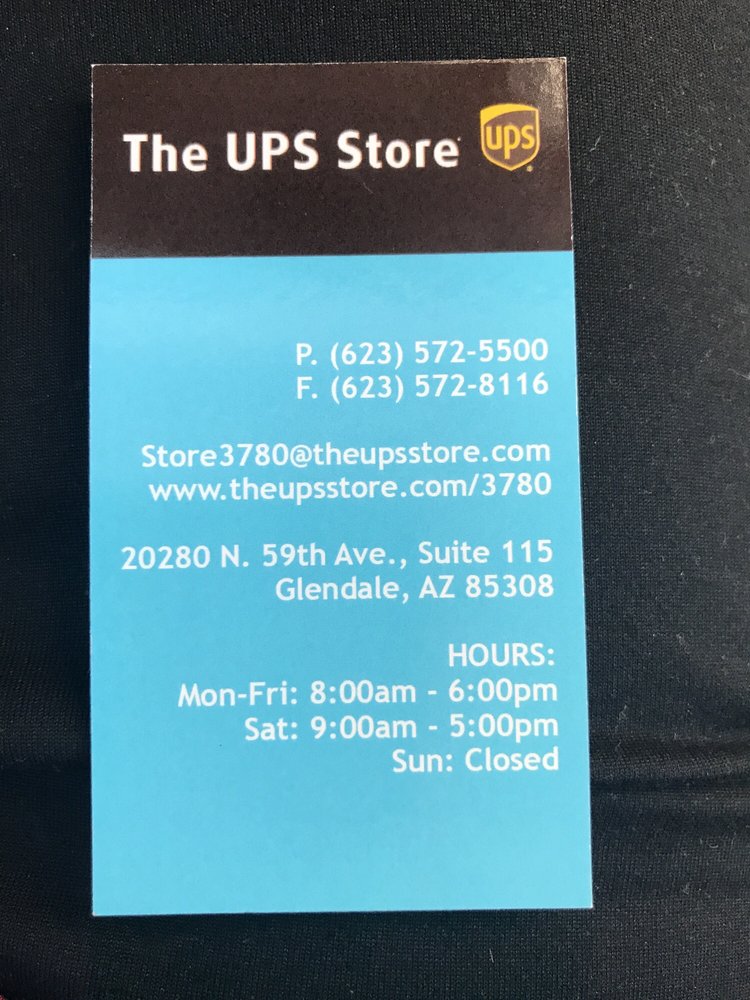 The UPS Store
ups
P. (623) 572-5500
F. (623) 572-8116
Store3780@theupsstore.com
www.theupsstore.com/3780
20280 N. 59th Ave., Suite 115
Glendale, AZ 85308
HOURS:
Mon-Fri: 8:00am - 6:00pm
Sat: 9:00am - 5:00pm
Sun: Closed